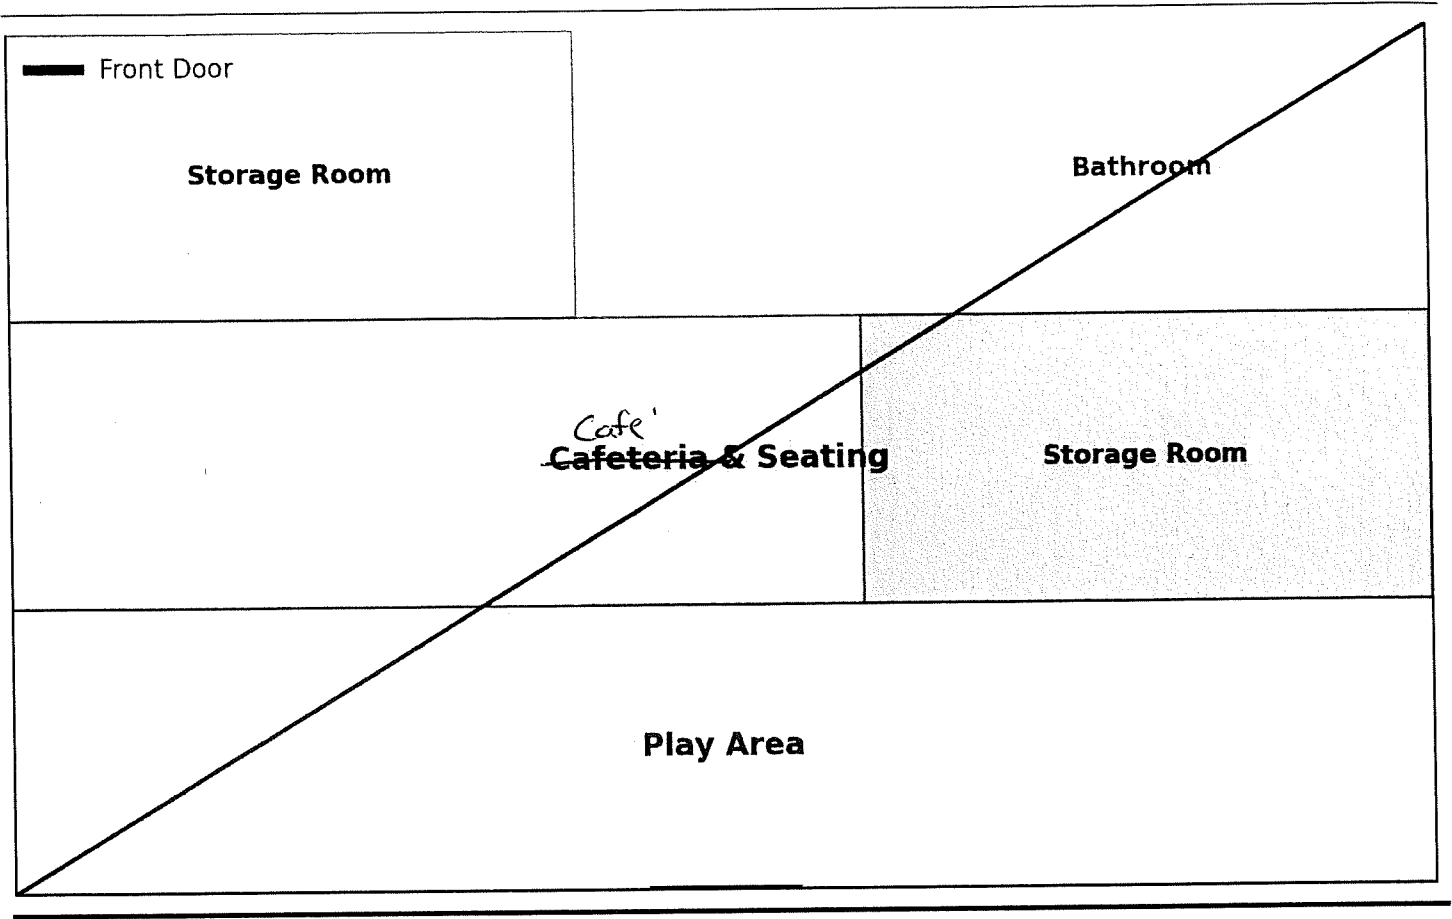 Front Door
Storage Room
Bathroom
Cafe'
Cafeteria & Seating
Storage Room
Play Area